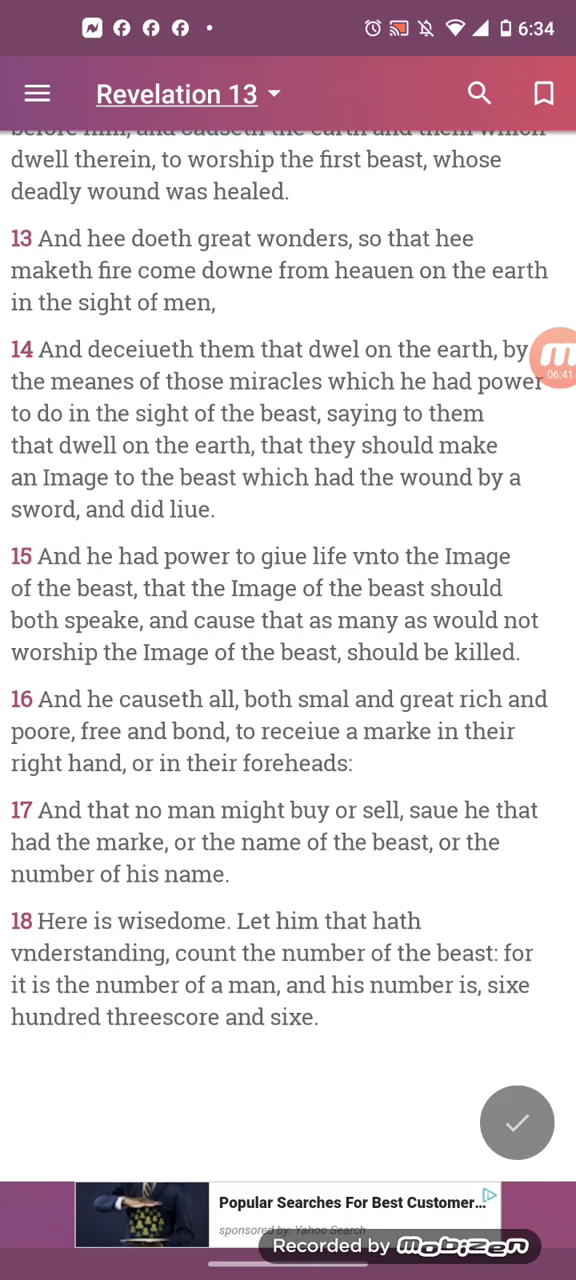 6:34
Revelation 13
before him, and causeth the earth and them which
dwell therein, to worship the first beast, whose
deadly wound was healed.
13 And hee doeth great wonders, so that hee
maketh fire come downe from heauen on the earth
in the sight of men,
14 And deceiueth them that dwel on the earth, by
the meanes of those miracles which he had power
to do in the sight of the beast, saying to them
that dwell on the earth, that they should make
an Image to the beast which had the wound by a
sword, and did liue.
15 And he had power to giue life vnto the Image
of the beast, that the Image of the beast should
both speake, and cause that as many as would not
worship the Image of the beast, should be killed.
16 And he causeth all, both smal and great rich and
poore, free and bond, to receiue a marke in their
right hand, or in their foreheads:
17 And that no man might buy or sell, saue he that
had the marke, or the name of the beast, or the
number of his name.
18 Here is wisedome. Let him that hath
vnderstanding, count the number of the beast: for
it is the number of a man, and his number is, sixe
hundred threescore and sixe.
m
06:41
Popular Searches For Best Customer...
sponsored by: Yahoo Search
Recorded by mobizen